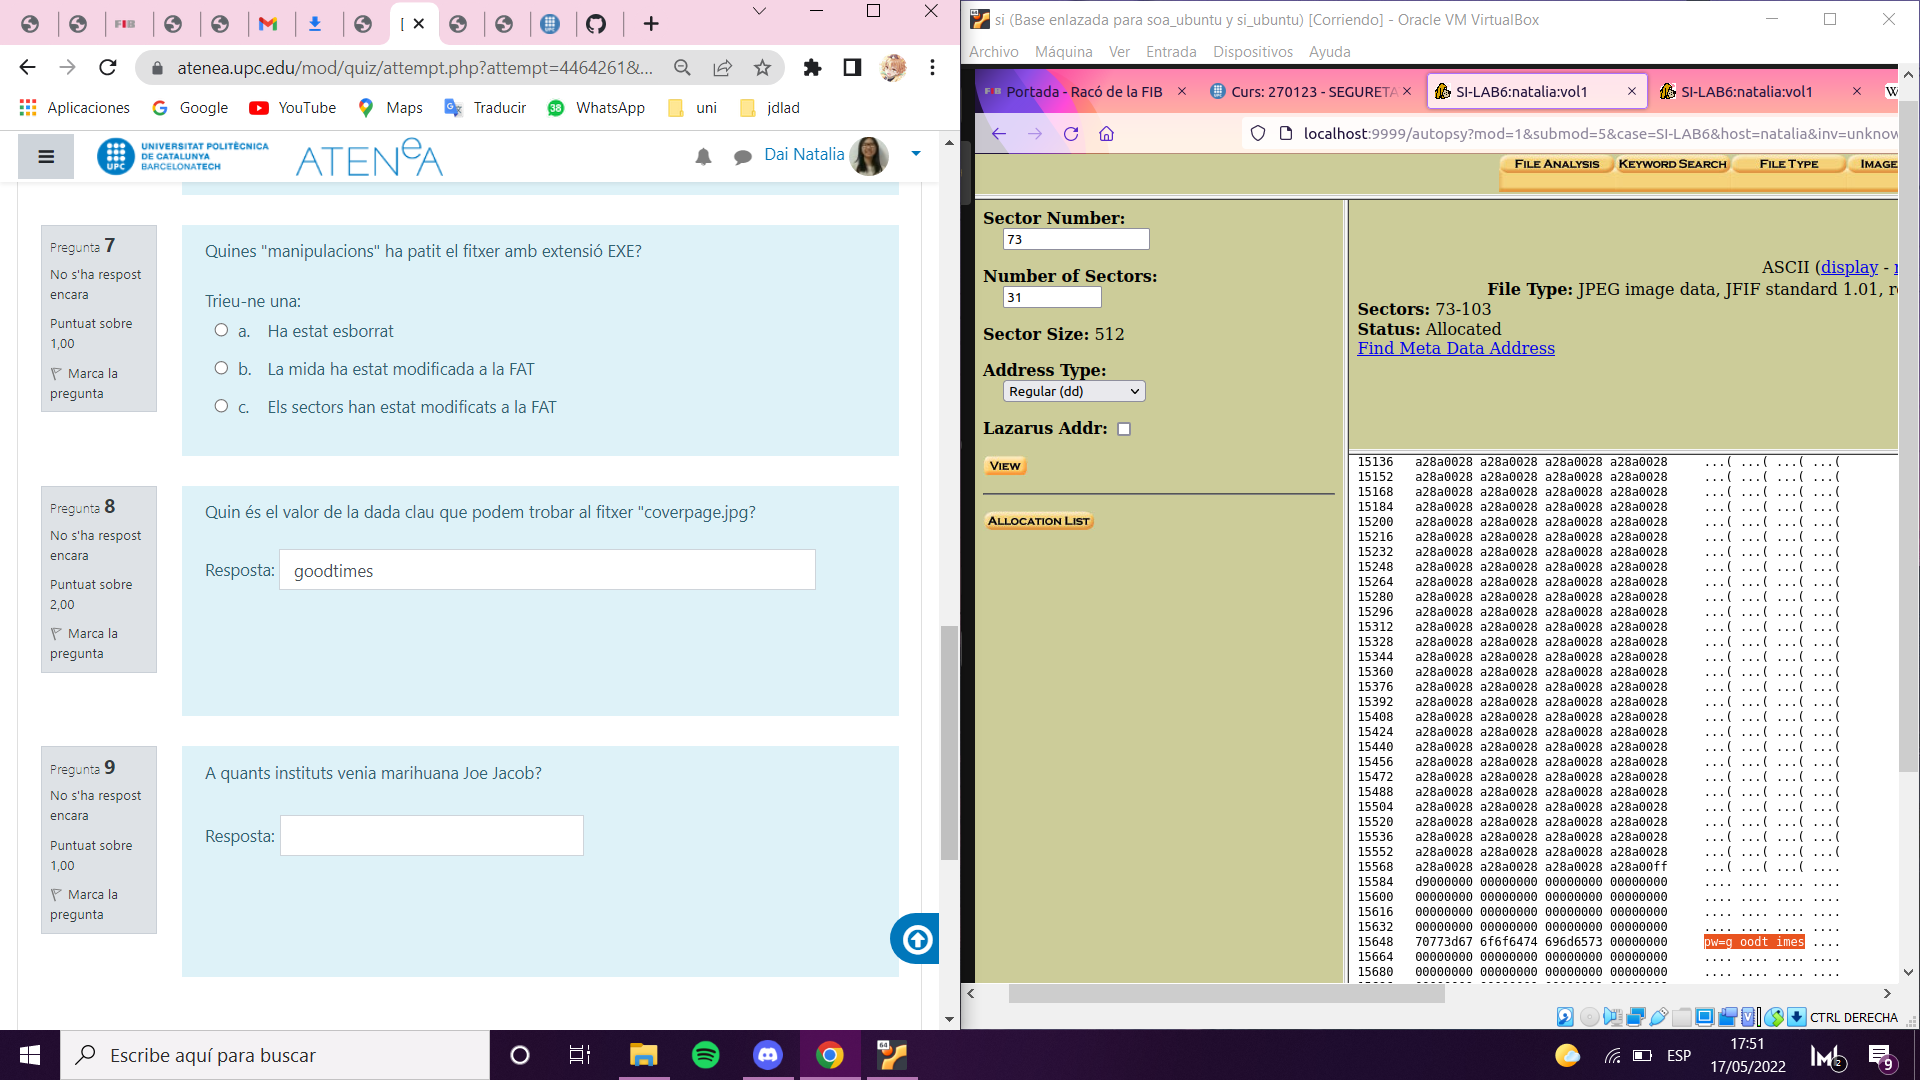 [
atenea.upc.edu/mod/quiz/attempt.php?attempt=4464261&...
Aplicaciones
Google
YouTube
Maps
Traducir
WhatsApp
uni
jdlad
UNIVERSITAT POLITÈCNICA
DE CATALUNYA
BARCELONATECH
UPC
ATENEA
Dai Natalia
Pregunta 7
No s'ha respost
encara
Puntuat sobre
1,00
Marca la
pregunta
Quines "manipulacions" ha patit el fitxer amb extensió EXE?
Trieu-ne una:
a. Ha estat esborrat
b. La mida ha estat modificada a la FAT
c. Els sectors han estat modificats a la FAT
Pregunta 8
No s'ha respost
encara
Puntuat sobre
2,00
Marca la
pregunta
Quin és el valor de la dada clau que podem trobar al fitxer "coverpage.jpg?
Resposta: goodtimes
Pregunta 9
No s'ha respost
encara
Puntuat sobre
1,00
Marca la
pregunta
A quants instituts venia marihuana Joe Jacob?
Resposta:
si (Base enlazada para soa_ubuntu y si_ubuntu) [Corriendo] - Oracle VM VirtualBox
Archivo Máquina Ver Entrada Dispositivos Ayuda
Portada - Racó de la FIB
Curs: 270123 - SEGURETA
SI-LAB6:natalia:vol1
SI-LAB6:natalia:vol1
W
localhost:9999/autopsy?mod=1&submod=5&case=SI-LAB6&host=natalia&inv=unknow
FILE ANALYSIS KEYWORD SEARCH FILE TYPE IMAGE
Sector Number:
73
Number of Sectors:
31
Sector Size: 512
Address Type:
Regular (dd)
Lazarus Addr:
VIEW
ALLOCATION LIST
ASCII (display -
File Type: JPEG image data, JFIF standard 1.01, r
Sectors: 73-103
Status: Allocated
Find Meta Data Address
15136 a28a0028 a28a0028 a28a0028 a28a0028 ...( ...( ...( ...(
15152 a28a0028 a28a0028 a28a0028 a28a0028 ...( ...( ...( ...(
15168 a28a0028 a28a0028 a28a0028 a28a0028 ...( ...( ...( ...(
15184 a28a0028 a28a0028 a28a0028 a28a0028 ...( ...( ...( ...(
15200 a28a0028 a28a0028 a28a0028 a28a0028 ...( ...( ...( ...(
15216 a28a0028 a28a0028 a28a0028 a28a0028 ...( ...( ...( ...(
15232 a28a0028 a28a0028 a28a0028 a28a0028 ...( ...( ...( ...(
15248 a28a0028 a28a0028 a28a0028 a28a0028 ...( ...( ...( ...(
15264 a28a0028 a28a0028 a28a0028 a28a0028 ...( ...( ...( ...(
15280 a28a0028 a28a0028 a28a0028 a28a0028 ...( ...( ...( ...(
15296 a28a0028 a28a0028 a28a0028 a28a0028 ...( ...( ...( ...(
15312 a28a0028 a28a0028 a28a0028 a28a0028 ...( ...( ...( ...(
15328 a28a0028 a28a0028 a28a0028 a28a0028 ...( ...( ...( ...(
15344 a28a0028 a28a0028 a28a0028 a28a0028 ...( ...( ...( ...(
15360 a28a0028 a28a0028 a28a0028 a28a0028 ...( ...( ...( ...(
15376 a28a0028 a28a0028 a28a0028 a28a0028 ...( ...( ...( ...(
15392 a28a0028 a28a0028 a28a0028 a28a0028 ...( ...( ...( ...(
15408 a28a0028 a28a0028 a28a0028 a28a0028 ...( ...( ...( ...(
15424 a28a0028 a28a0028 a28a0028 a28a0028 ...( ...( ...( ...(
15440 a28a0028 a28a0028 a28a0028 a28a0028 ...( ...( ...( ...(
15456 a28a0028 a28a0028 a28a0028 a28a0028 ...( ...( ...( ...(
15472 a28a0028 a28a0028 a28a0028 a28a0028 ...( ...( ...( ...(
15488 a28a0028 a28a0028 a28a0028 a28a0028 ...( ...( ...( ...(
15504 a28a0028 a28a0028 a28a0028 a28a0028 ...( ...( ...( ...(
15520 a28a0028 a28a0028 a28a0028 a28a0028 ...( ...( ...( ...(
15536 a28a0028 a28a0028 a28a0028 a28a0028 ...( ...( ...( ...(
15552 a28a0028 a28a0028 a28a0028 a28a0028 ...( ...( ...( ...(
15568 a28a0028 a28a0028 a28a0028 a28a00ff ...( ...( ...( ....
15584 d9000000 00000000 00000000 00000000 .... .... .... ....
15600 00000000 00000000 00000000 00000000 .... .... .... ....
15616 00000000 00000000 00000000 00000000 .... .... .... ....
15632 00000000 00000000 00000000 00000000 .... .... .... ....
15648 70773d67 6f6f6474 696d6573 00000000 pw=g oodt imes ....
15664 00000000 00000000 00000000 00000000 .... .... .... ....
15680 00000000 00000000 00000000 00000000 .... .... .... ....
CTRL DERECHA
Escribe aquí para buscar
ESP
17:51
17/05/2022
2
9